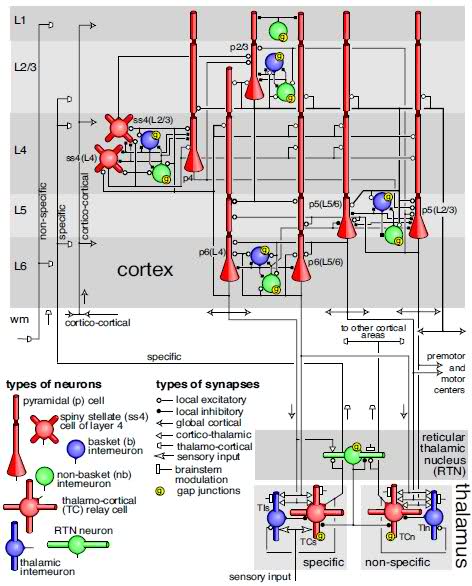 L1
L2/3
L4
L5
L6
wm
non-specific
specific
cortico-cortical
p2/3
ss4(L2/3)
ss4(L4)
p4
p5(L5/6)
p5(L2/3)
p6(L4)
p6(L5/6)
cortex
cortico-cortical
to other cortical
areas
specific
premotor
and
motor
centers
types of neurons
pyramidal (p) cell
spiny stellate (ss4)
cell of layer 4
basket (b)
interneuron
non-basket (nb)
interneuron
thalamo-cortical
(TC) relay cell
RTN neuron
thalamic
interneuron
types of synapses
local excitatory
local inhibitory
global cortical
cortico-thalamic
thalamo-cortical
sensory input
brainstem
modulation
g gap junctions
reticular
thalamic
nucleus
(RTN)
thalamus
TIs
TCs
TCn
TIn
specific
non-specific
sensory input